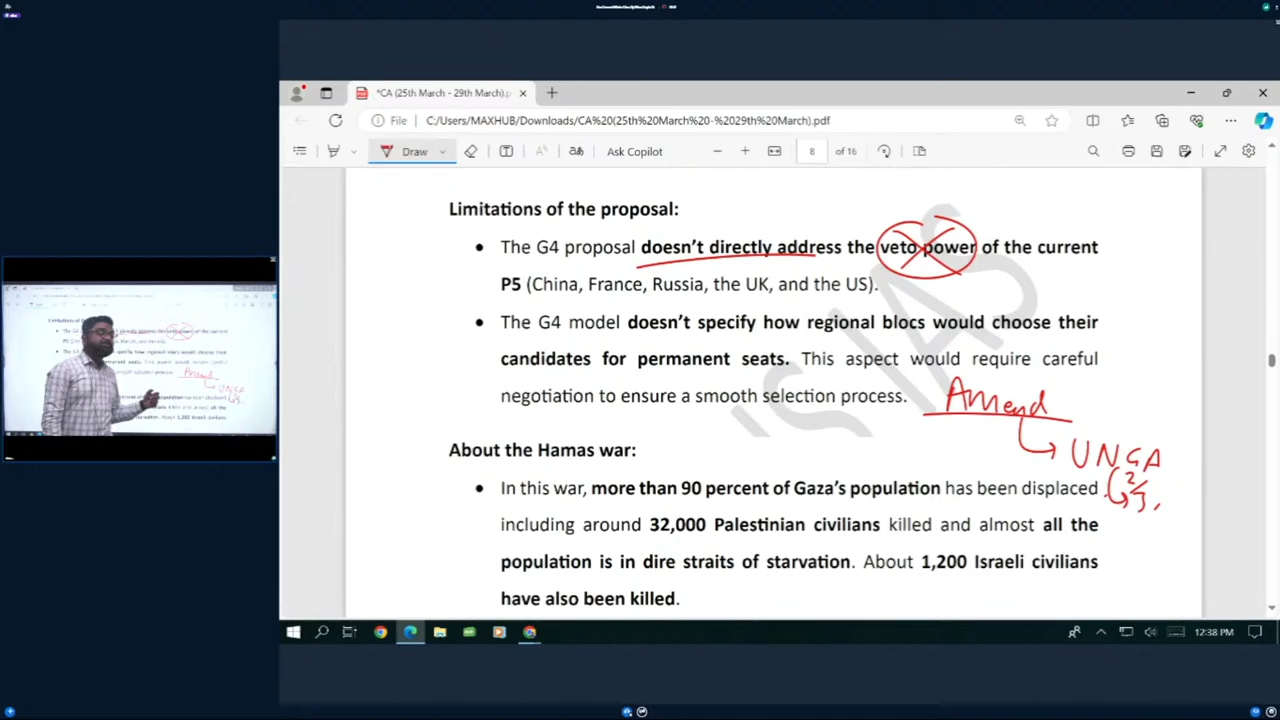 *CA (25th March - 29th March).p
File
C:/Users/MAXHUB/Downloads/CA%20(25th%20March%20-%2029th%20March).pdf
Draw
Ask Copilot
8 of 16
Limitations of the proposal:
• The G4 proposal doesn't directly address the veto power of the current
P5 (China, France, Russia, the UK, and the US).
• The G4 model doesn't specify how regional blocs would choose their
candidates for permanent seats. This aspect would require careful
negotiation to ensure a smooth selection process.
Amend
UNGA
2/3
About the Hamas war:
• In this war, more than 90 percent of Gaza's population has been displaced
including around 32,000 Palestinian civilians killed and almost all the
population is in dire straits of starvation. About 1,200 Israeli civilians
have also been killed.
12:38 PM